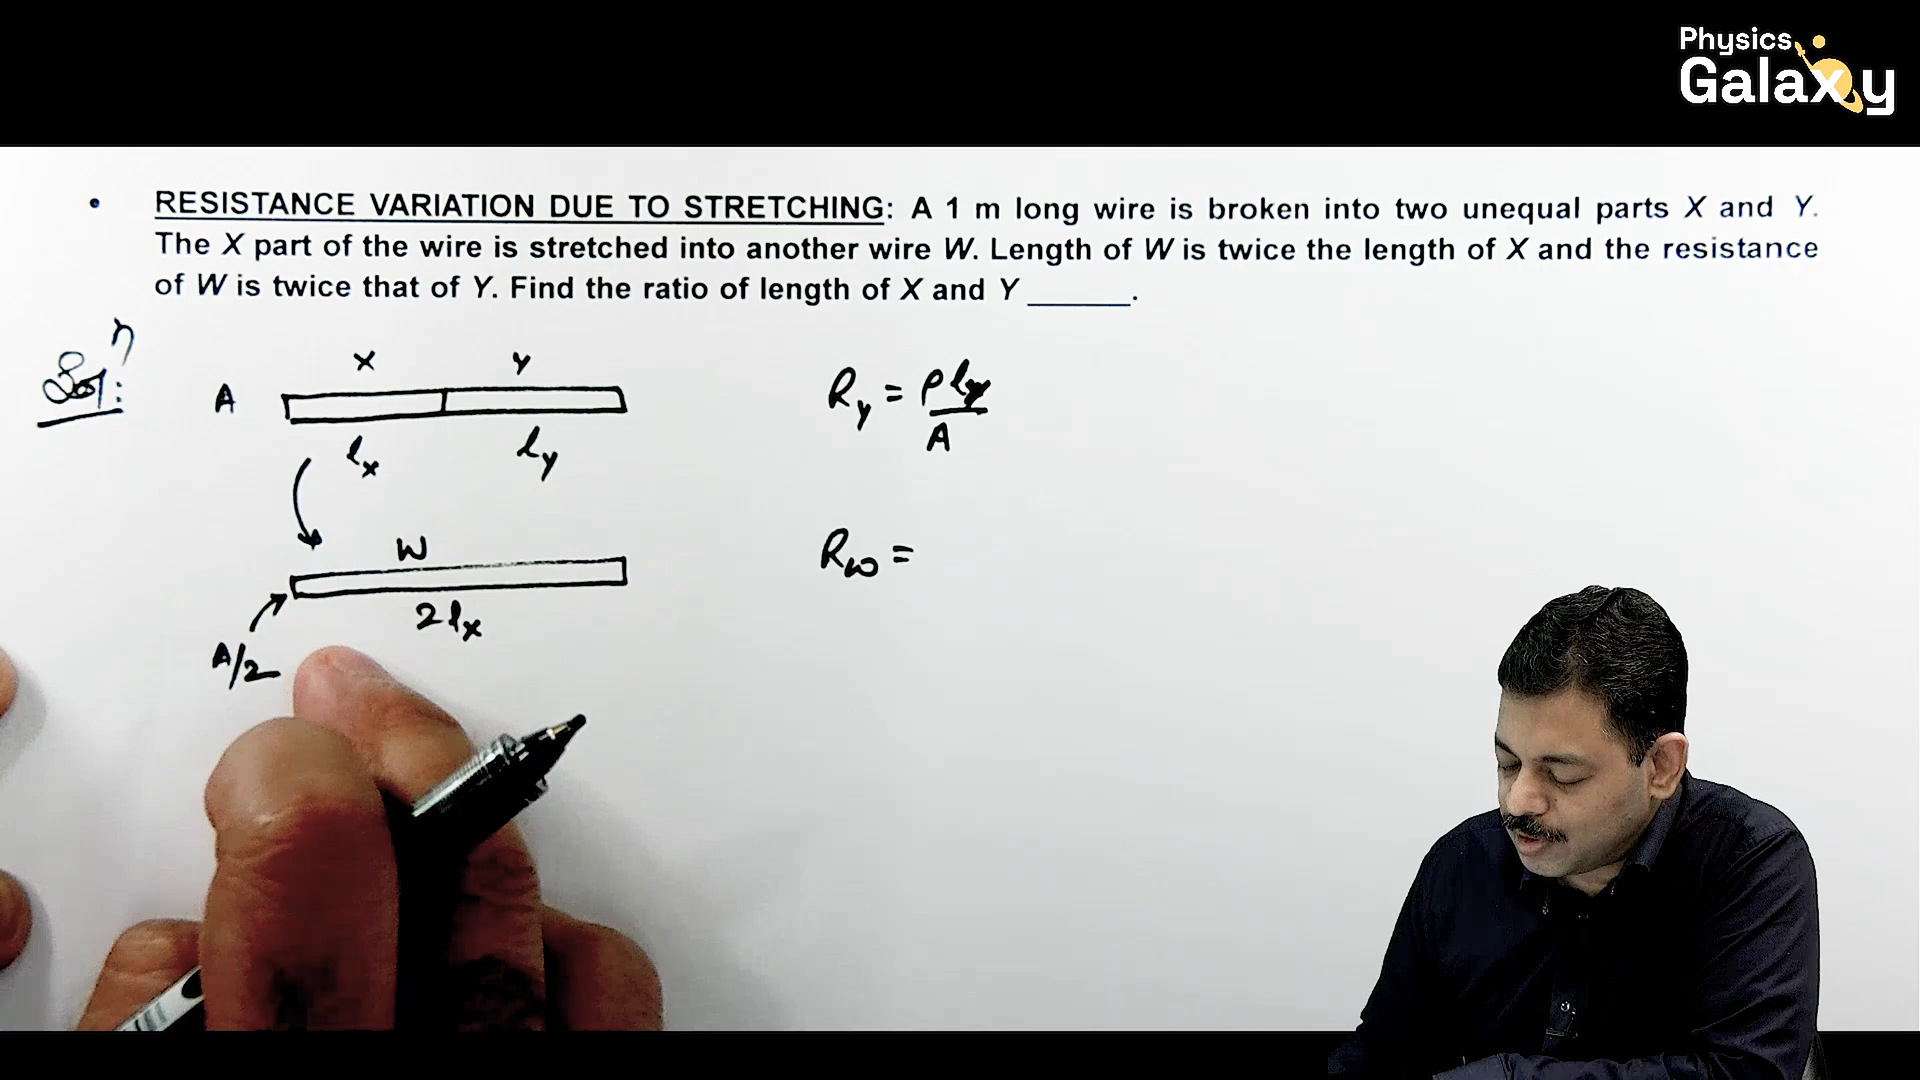 Physics
Galaxy
• RESISTANCE VARIATION DUE TO STRETCHING: A 1 m long wire is broken into two unequal parts X and Y.
The X part of the wire is stretched into another wire W. Length of W is twice the length of X and the resistance
of W is twice that of Y. Find the ratio of length of X and Y ______.
Solⁿ:
x y
A
lx ly
W
2lx
A/2
Ry = ρly/A
Rw =